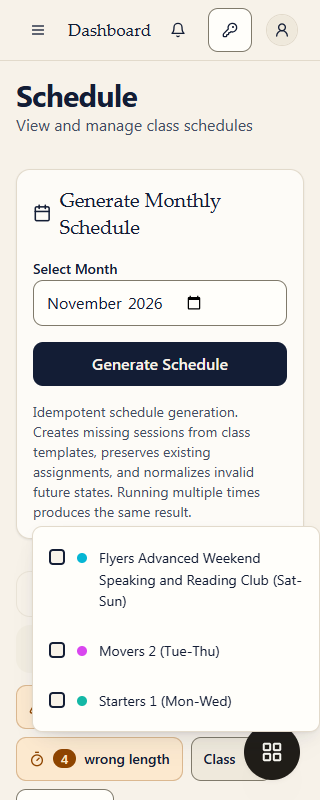 Dashboard
Schedule
View and manage class schedules
Generate Monthly
Schedule
Select Month
November 2026
Generate Schedule
Idempotent schedule generation.
Creates missing sessions from class
templates, preserves existing
assignments, and normalizes invalid
future states. Running multiple times
produces the same result.
Flyers Advanced Weekend
Speaking and Reading Club (Sat-
Sun)
Movers 2 (Tue-Thu)
Starters 1 (Mon-Wed)
4 wrong length
Class